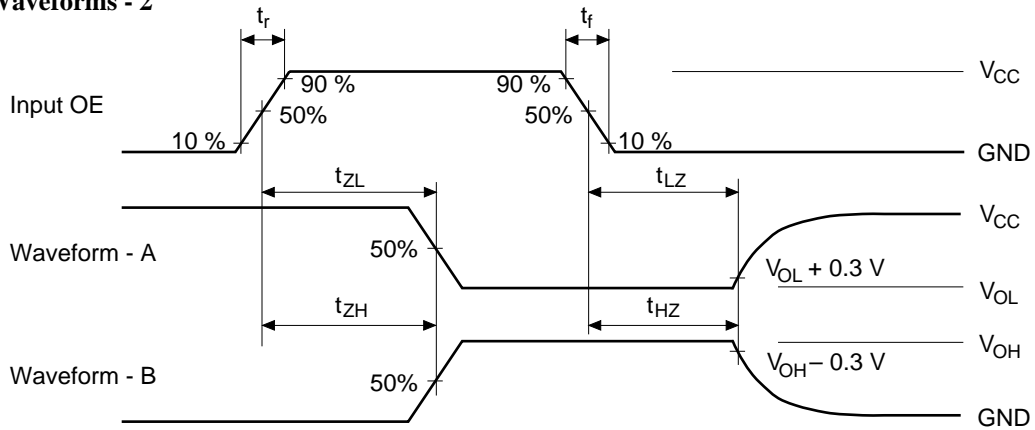 Waveforms - 2
tr
tf
90 %
90 %
VCC
Input OE
50%
50%
10 %
10 %
GND
tZL
tLZ
VCC
Waveform - A
50%
VOL + 0.3 V
VOL
tZH
tHZ
VOH
VOH – 0.3 V
Waveform - B
50%
GND